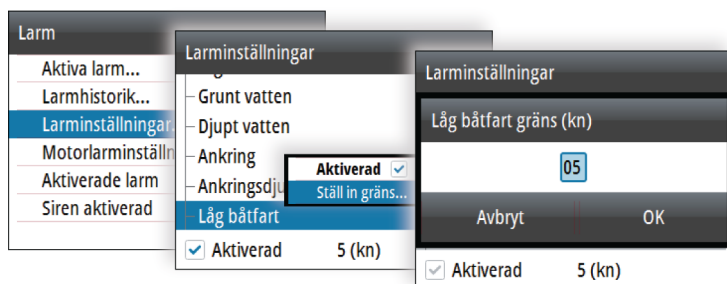 Larm
Aktiva larm...
Larmhistorik...
Larminställningar
Motorlarminställn
Aktiverade larm
Siren aktiverad
Larminställningar
Grunt vatten
Djupt vatten
Ankring
Ankringsdju
Låg båtfart
Aktiverad 5 (kn)
Aktiverad
Ställ in gräns...
Larminställningar
Låg båtfart gräns (kn)
05
Avbryt OK
Aktiverad 5 (kn)